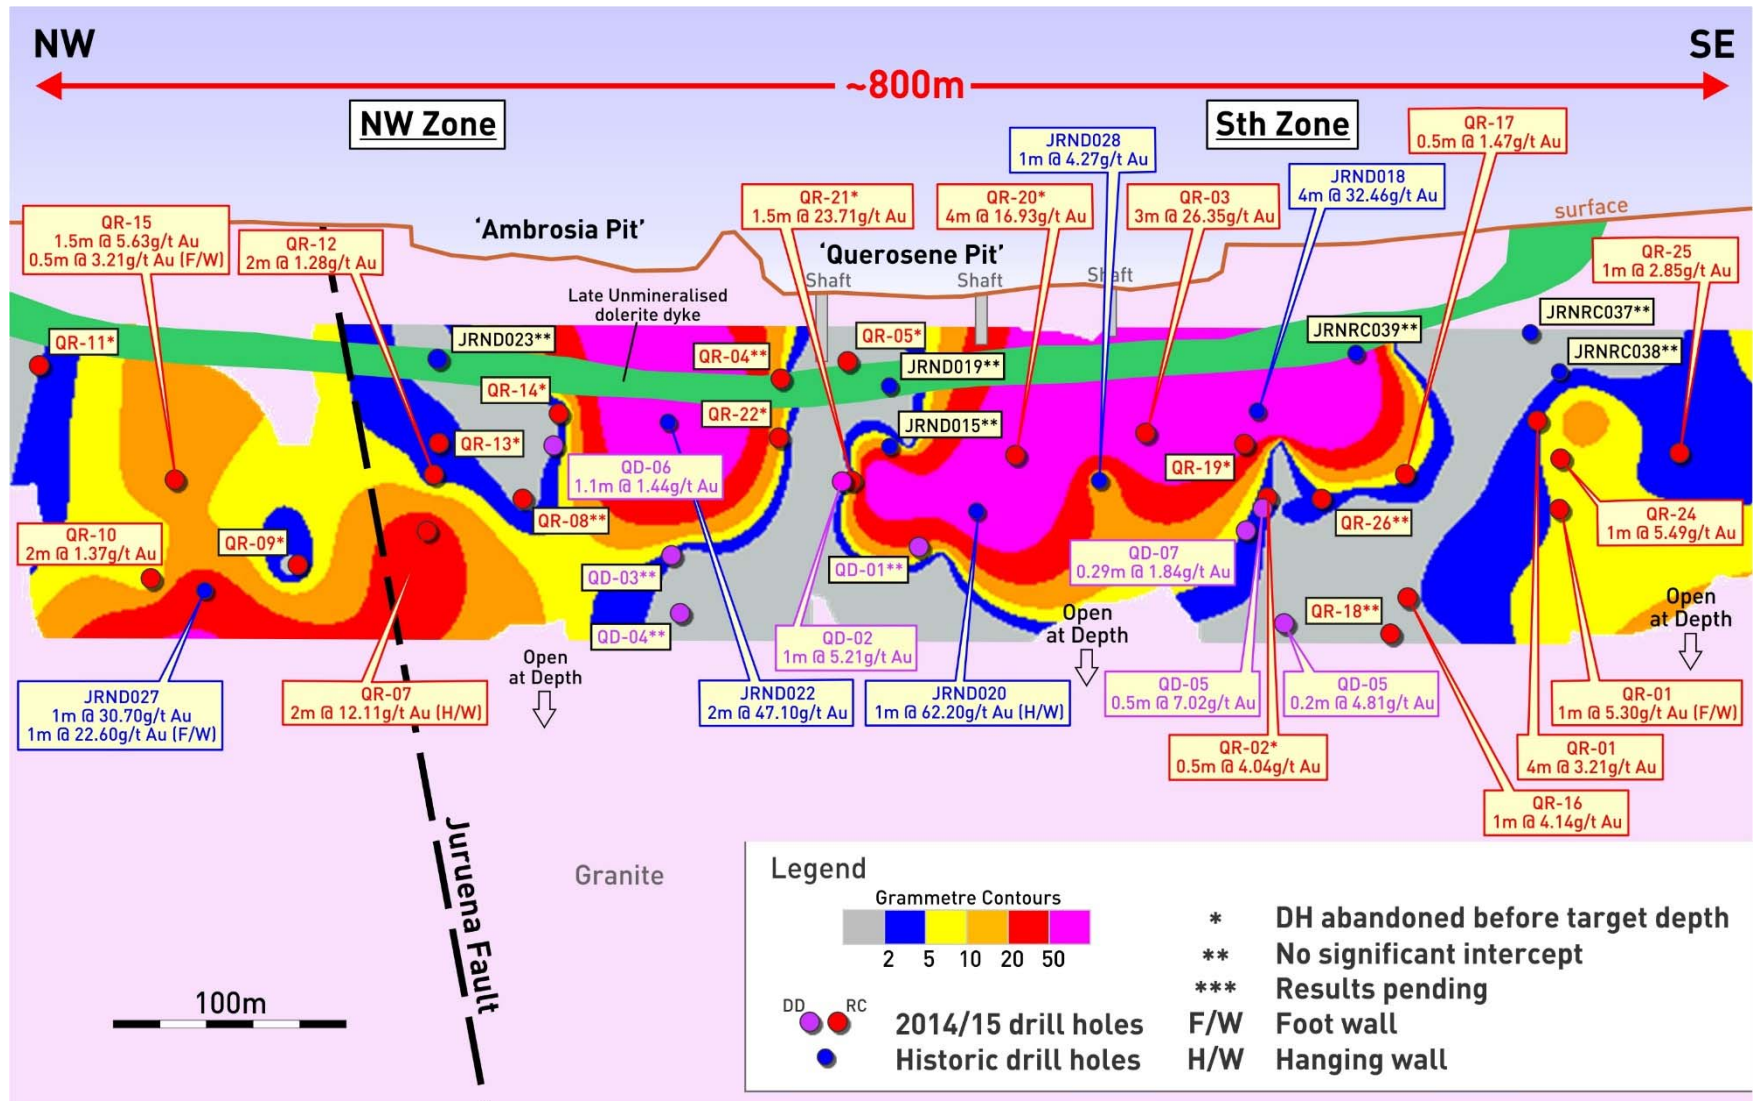 NW
SE
~800m
NW Zone
Sth Zone
QR-17
0.5m @ 1.47g/t Au
JRND028
1m @ 4.27g/t Au
JRND018
4m @ 32.46g/t Au
QR-21*
1.5m @ 23.71g/t Au
QR-20*
4m @ 16.93g/t Au
QR-03
3m @ 26.35g/t Au
QR-15
1.5m @ 5.63g/t Au
0.5m @ 3.21g/t Au (F/W)
QR-12
2m @ 1.28g/t Au
'Ambrosia Pit'
'Querosene Pit'
surface
QR-25
1m @ 2.85g/t Au
Shaft
Shaft
Shaft
Late Unmineralised
dolerite dyke
QR-11*
JRND023**
QR-04**
QR-05*
JRND019**
JRNRC039**
JRNRC037**
JRNRC038**
QR-14*
QR-22*
JRND015**
QR-13*
QD-06
1.1m @ 1.44g/t Au
QR-19*
QR-08**
QR-26**
QR-24
1m @ 5.49g/t Au
QR-10
2m @ 1.37g/t Au
QR-09*
QD-03**
QD-01**
QD-07
0.29m @ 1.84g/t Au
QD-04**
QD-02
1m @ 5.21g/t Au
Open
at Depth
QR-18**
Open
at Depth
Open
at Depth
JRND027
1m @ 30.70g/t Au
1m @ 22.60g/t Au (F/W)
QR-07
2m @ 12.11g/t Au (H/W)
JRND022
2m @ 47.10g/t Au
JRND020
1m @ 62.20g/t Au (H/W)
QD-05
0.5m @ 7.02g/t Au
QD-05
0.2m @ 4.81g/t Au
QR-01
1m @ 5.30g/t Au (F/W)
QR-02*
0.5m @ 4.04g/t Au
QR-01
4m @ 3.21g/t Au
QR-16
1m @ 4.14g/t Au
Juruena Fault
Granite
100m
Legend
Grammetre Contours
2 5 10 20 50
DD RC
2014/15 drill holes
Historic drill holes
* DH abandoned before target depth
** No significant intercept
*** Results pending
F/W Foot wall
H/W Hanging wall